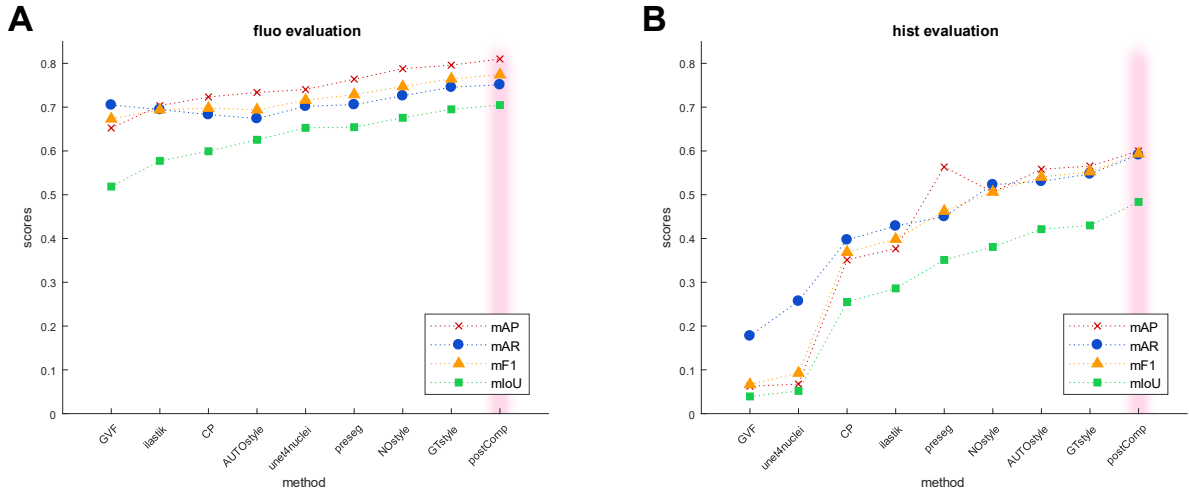 A
fluo evaluation
0.8
0.7
0.6
0.5
0.4
0.3
0.2
0.1
0
scores
mAP
mAR
mF1
mIoU
GVF
ilastik
CP
AUTOstyle
unet4nuclei
preseg
NOstyle
GTstyle
postComp
method
B
hist evaluation
0.8
0.7
0.6
0.5
0.4
0.3
0.2
0.1
0
scores
mAP
mAR
mF1
mIoU
GVF
unet4nuclei
CP
ilastik
preseg
NOstyle
AUTOstyle
GTstyle
postComp
method